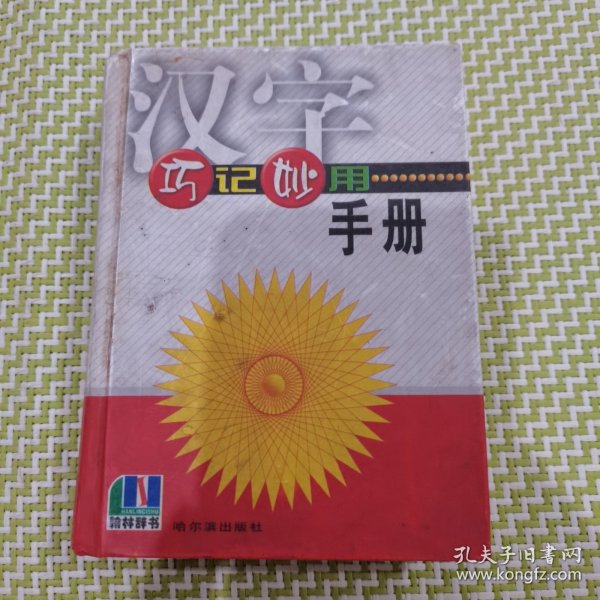 汉字
巧记妙用
手册
HANLINCISHU
翰林辞书
哈尔滨出版社
孔夫子旧书网
www.kongfz.com